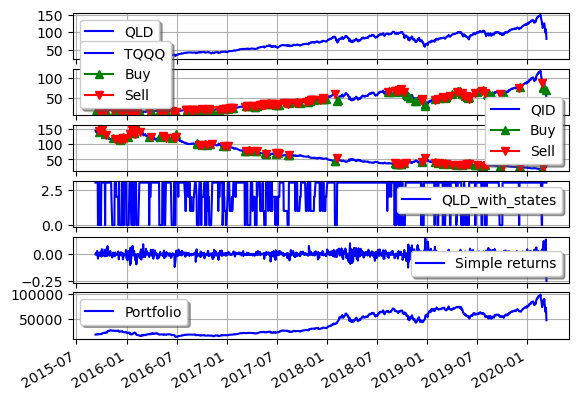 150
100
50
QLD
100
50
TQQQ
Buy
Sell
150
100
50
QID
Buy
Sell
2.5
0.0
QLD_with_states
0.00
−0.25
Simple returns
100000
50000
Portfolio
2015-07
2016-01
2016-07
2017-01
2017-07
2018-01
2018-07
2019-01
2019-07
2020-01